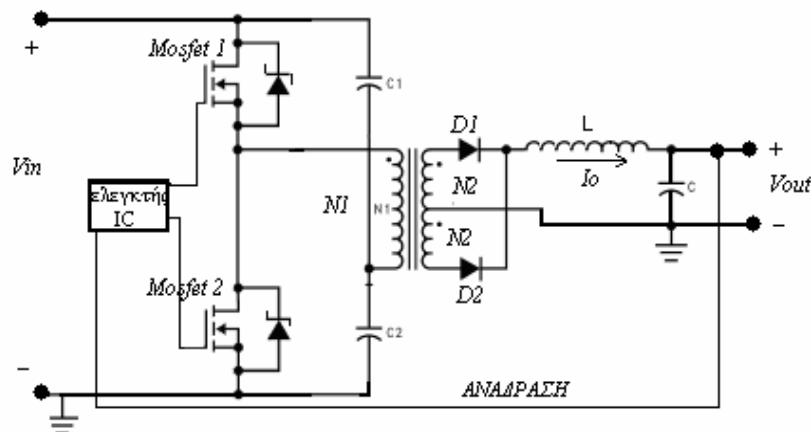 Mosfet 1
+
C1
D1
L
+
Vin
Io
Vout
ελεγκτής
IC
N1
N1
N2
C
N2
−
Mosfet 2
D2
C2
−
ΑΝΑΔΡΑΣΗ